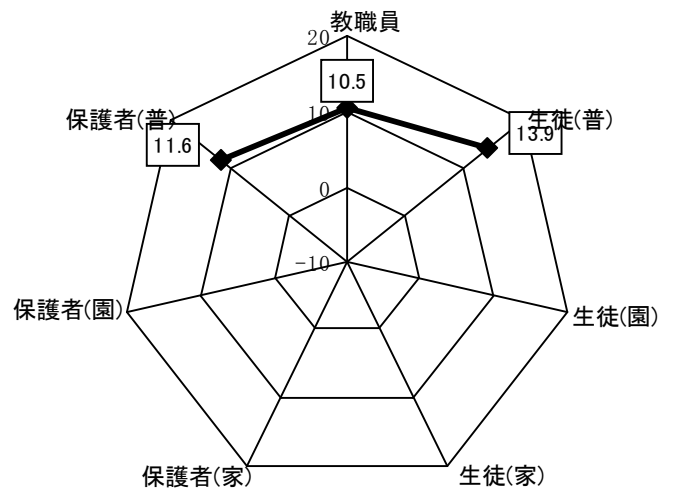 教職員
20
10.5
10
保護者(普)
11.6
生徒(普)
13.9
0
-10
保護者(園)
生徒(園)
保護者(家)
生徒(家)